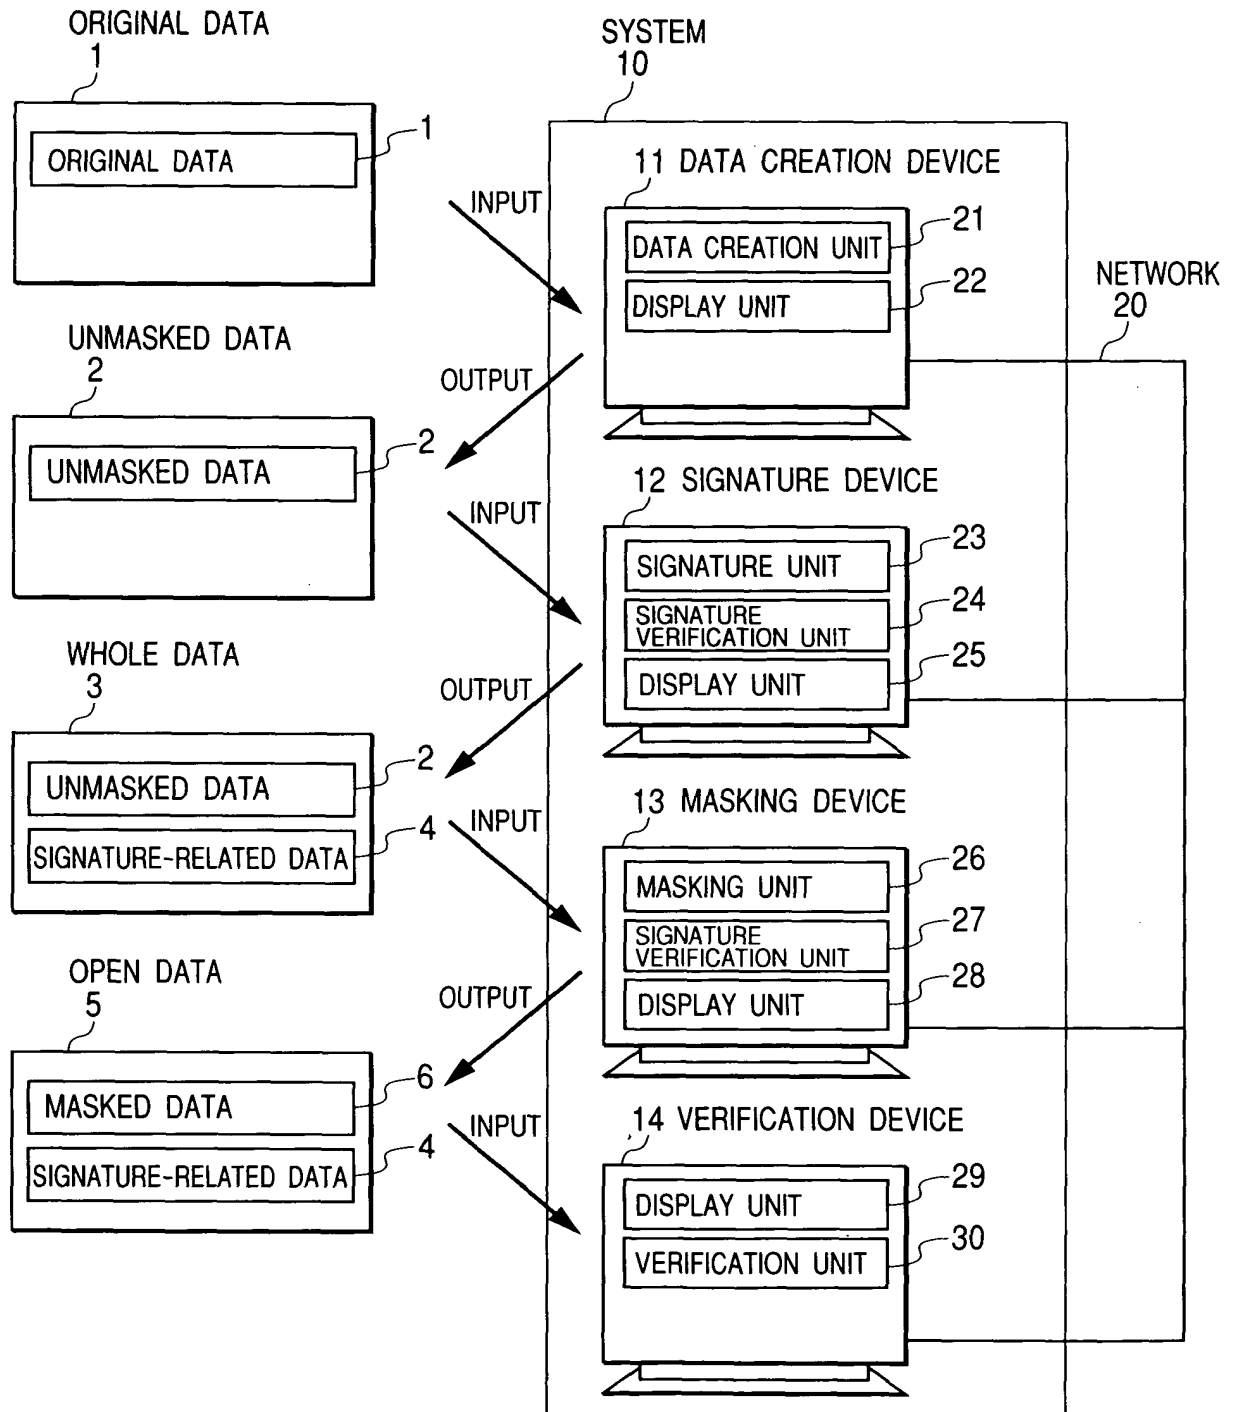 ORIGINAL DATA
1
ORIGINAL DATA
1
INPUT
UNMASKED DATA
2
UNMASKED DATA
2
OUTPUT
INPUT
WHOLE DATA
3
UNMASKED DATA
2
SIGNATURE-RELATED DATA
4
OUTPUT
INPUT
OPEN DATA
5
MASKED DATA
6
SIGNATURE-RELATED DATA
4
OUTPUT
INPUT
SYSTEM
10
11 DATA CREATION DEVICE
DATA CREATION UNIT
21
DISPLAY UNIT
22
12 SIGNATURE DEVICE
SIGNATURE UNIT
23
SIGNATURE
VERIFICATION UNIT
24
DISPLAY UNIT
25
13 MASKING DEVICE
MASKING UNIT
26
SIGNATURE
VERIFICATION UNIT
27
DISPLAY UNIT
28
14 VERIFICATION DEVICE
DISPLAY UNIT
29
VERIFICATION UNIT
30
NETWORK
20